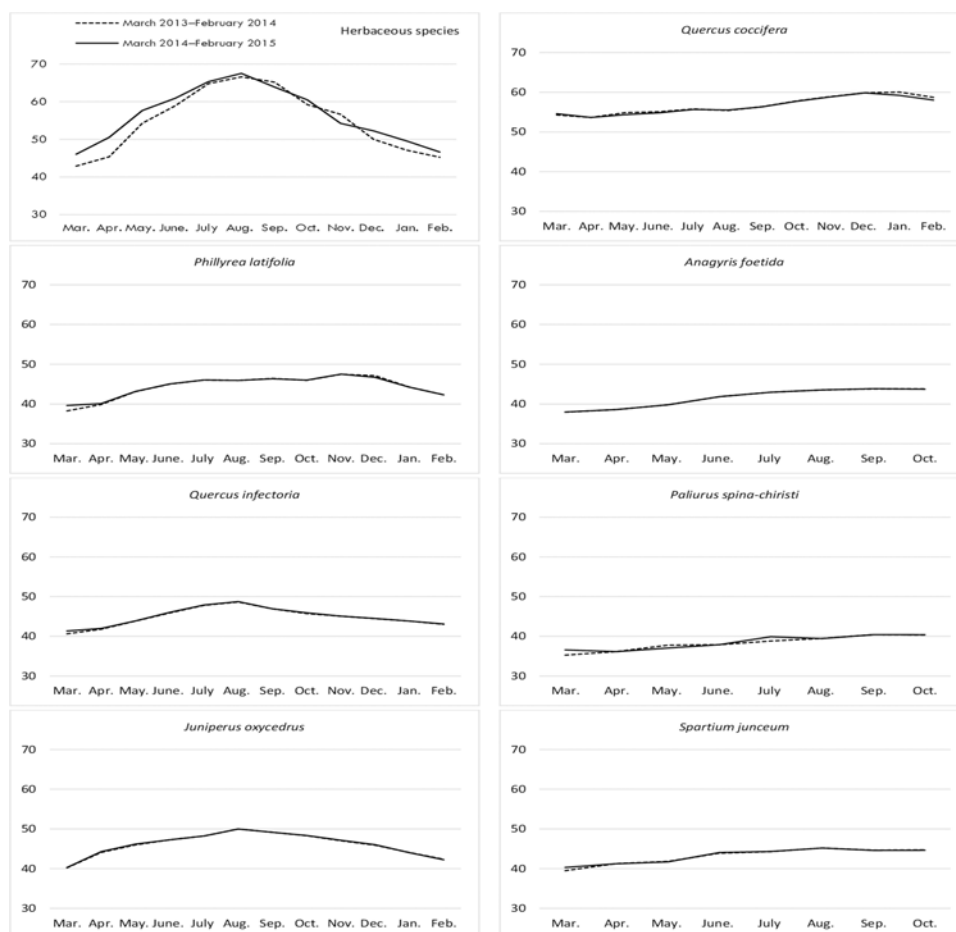 March 2013–February 2014
March 2014–February 2015
Herbaceous species
70
60
50
40
30
Mar. Apr. May. June. July Aug. Sep. Oct. Nov. Dec. Jan. Feb.
Quercus coccifera
70
60
50
40
30
Mar. Apr. May. June. July Aug. Sep. Oct. Nov. Dec. Jan. Feb.
Phillyrea latifolia
70
60
50
40
30
Mar. Apr. May. June. July Aug. Sep. Oct. Nov. Dec. Jan. Feb.
Anagyris foetida
70
60
50
40
30
Mar. Apr. May. June. July Aug. Sep. Oct.
Quercus infectoria
70
60
50
40
30
Mar. Apr. May. June. July Aug. Sep. Oct. Nov. Dec. Jan. Feb.
Paliurus spina-chiristi
70
60
50
40
30
Mar. Apr. May. June. July Aug. Sep. Oct.
Juniperus oxycedrus
70
60
50
40
30
Mar. Apr. May. June. July Aug. Sep. Oct. Nov. Dec. Jan. Feb.
Spartium junceum
70
60
50
40
30
Mar. Apr. May. June. July Aug. Sep. Oct.